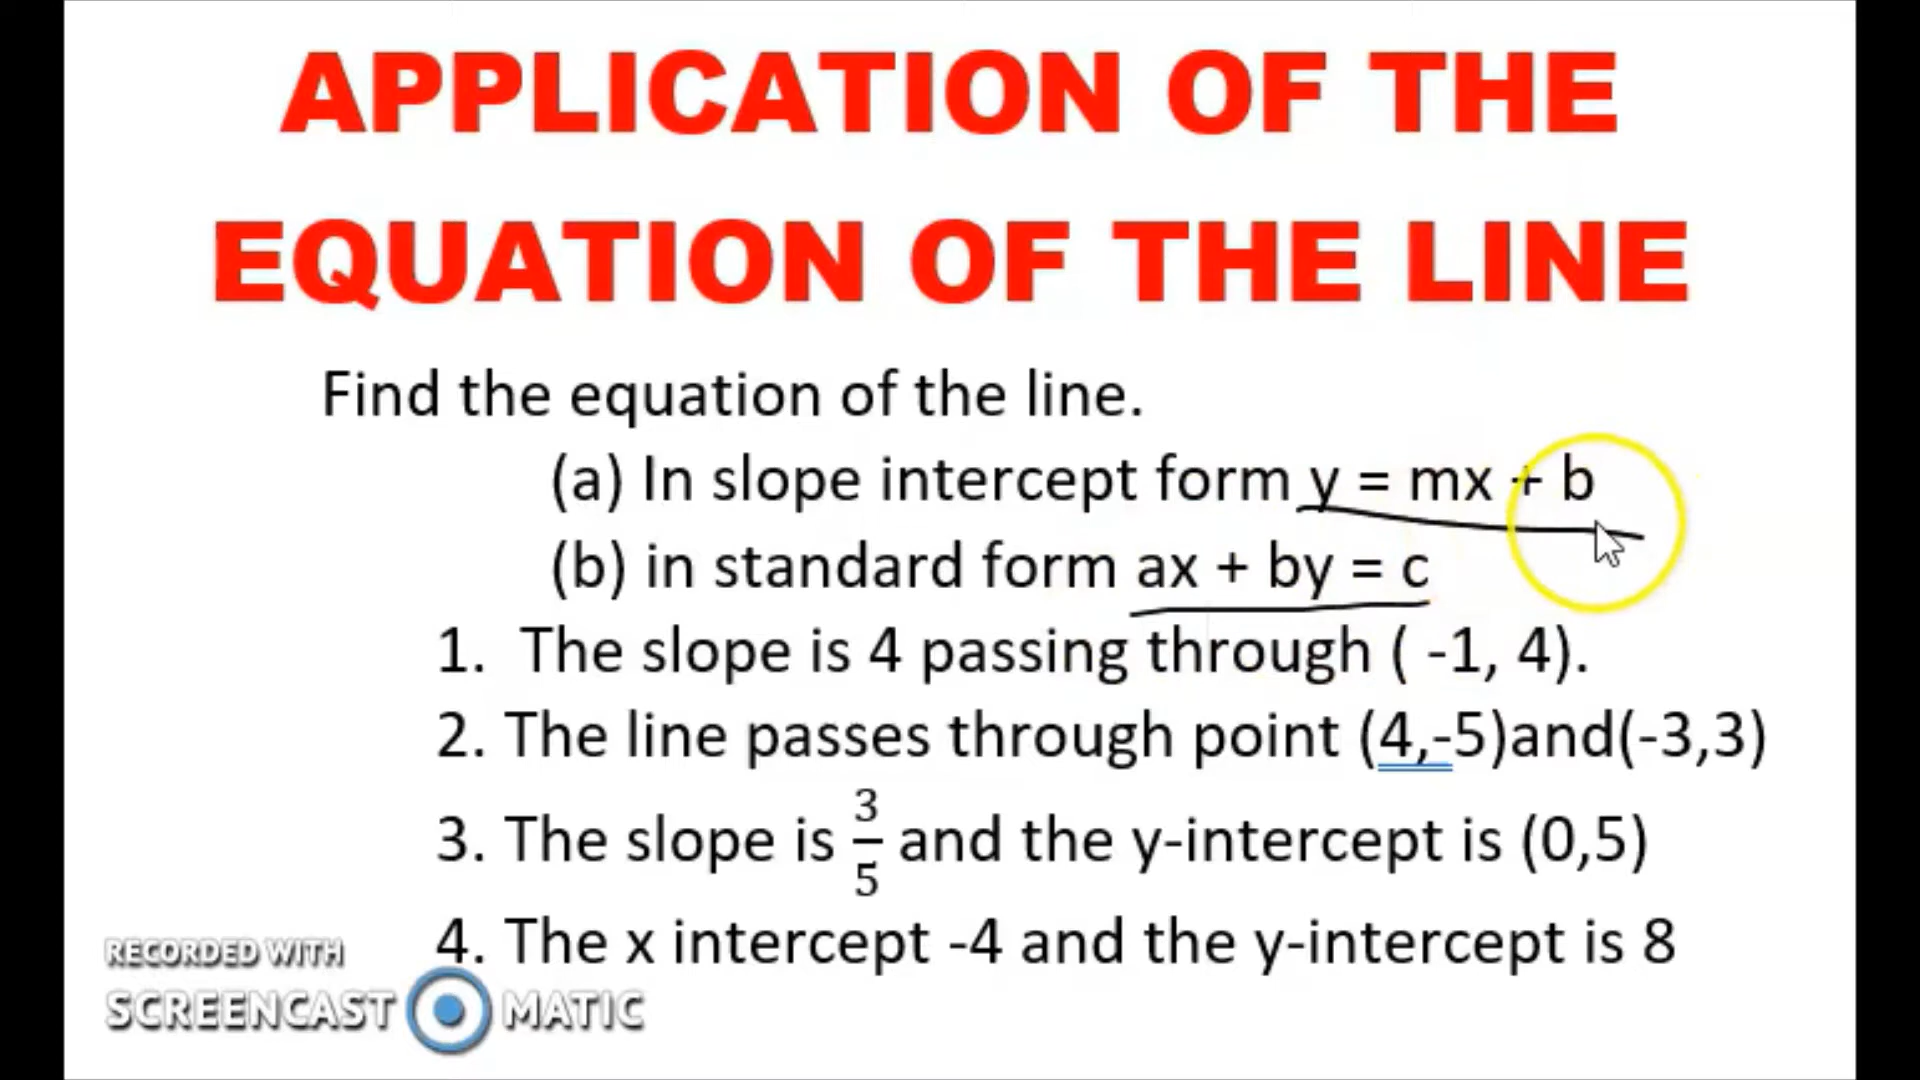 APPLICATION OF THE
EQUATION OF THE LINE
Find the equation of the line.
(a) In slope intercept form y = mx + b
(b) in standard form ax + by = c
1. The slope is 4 passing through ( -1, 4).
2. The line passes through point (4,-5)and(-3,3)
3. The slope is 3/5 and the y-intercept is (0,5)
4. The x intercept -4 and the y-intercept is 8
RECORDED WITH
SCREENCAST MATIC